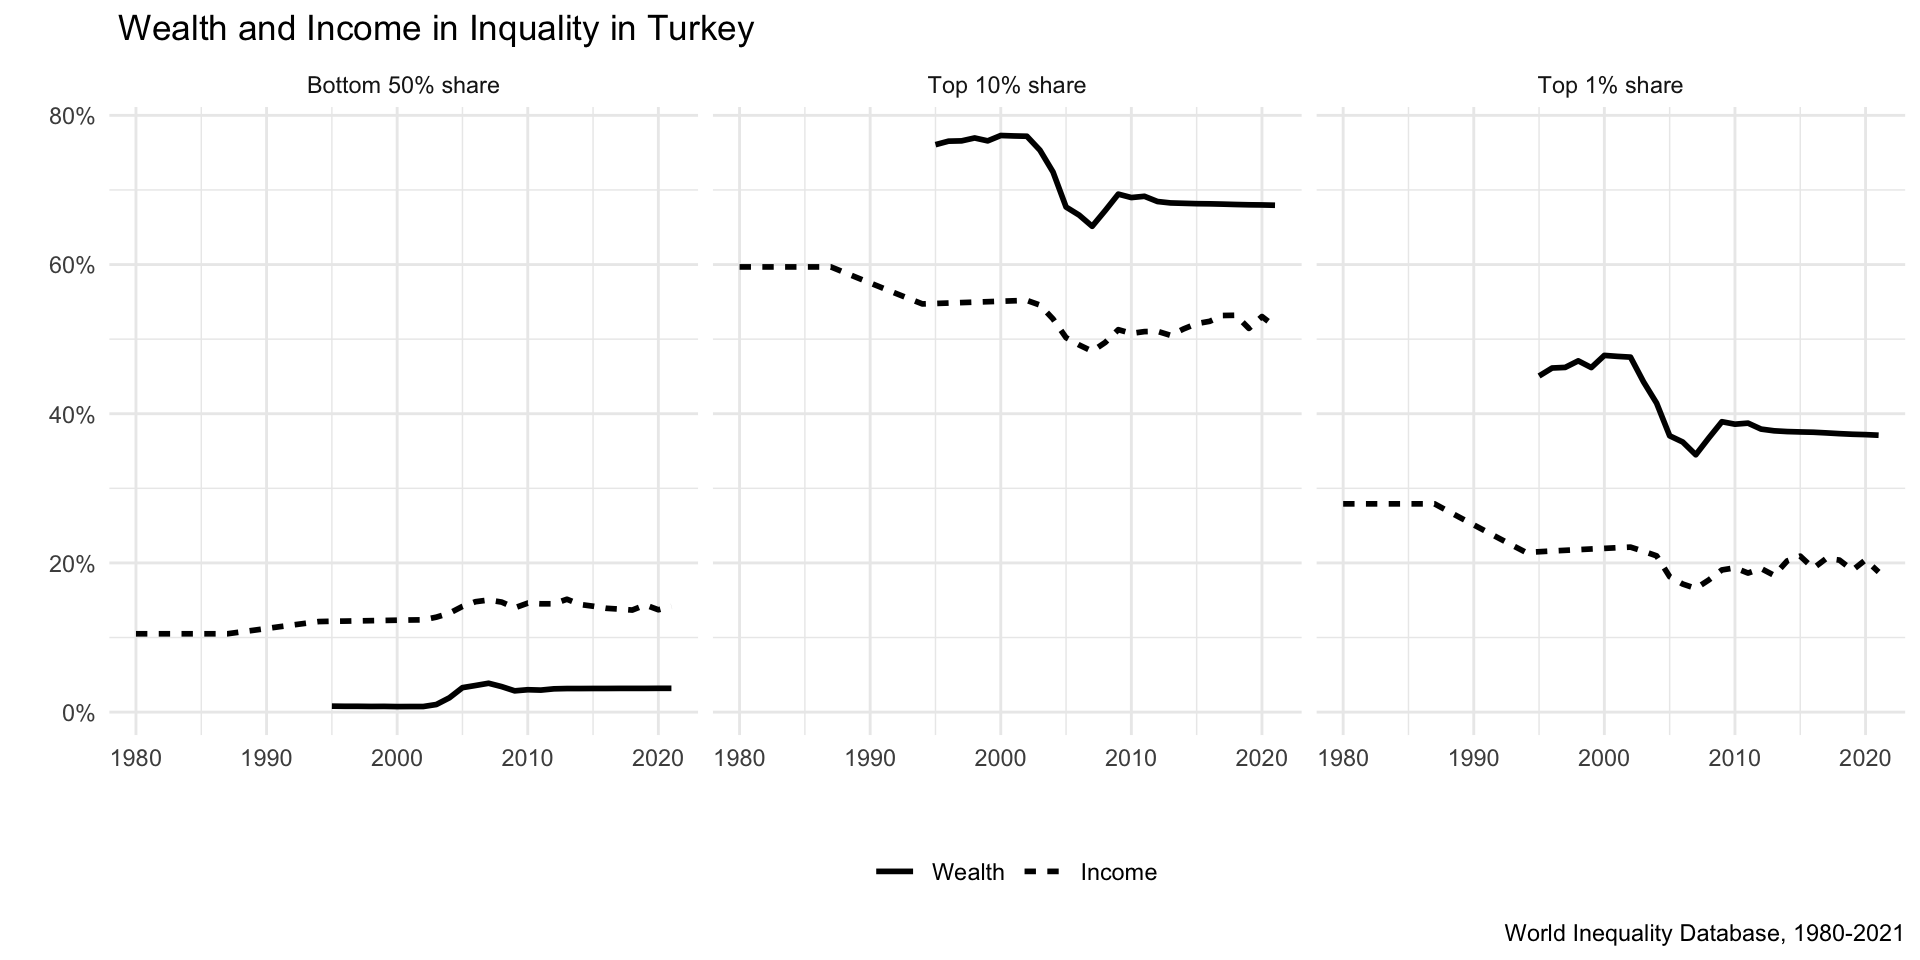 Wealth and Income in Inquality in Turkey
Bottom 50% share
Top 10% share
Top 1% share
80%
60%
40%
20%
0%
1980 1990 2000 2010 2020
1980 1990 2000 2010 2020
1980 1990 2000 2010 2020
Wealth Income
World Inequality Database, 1980-2021